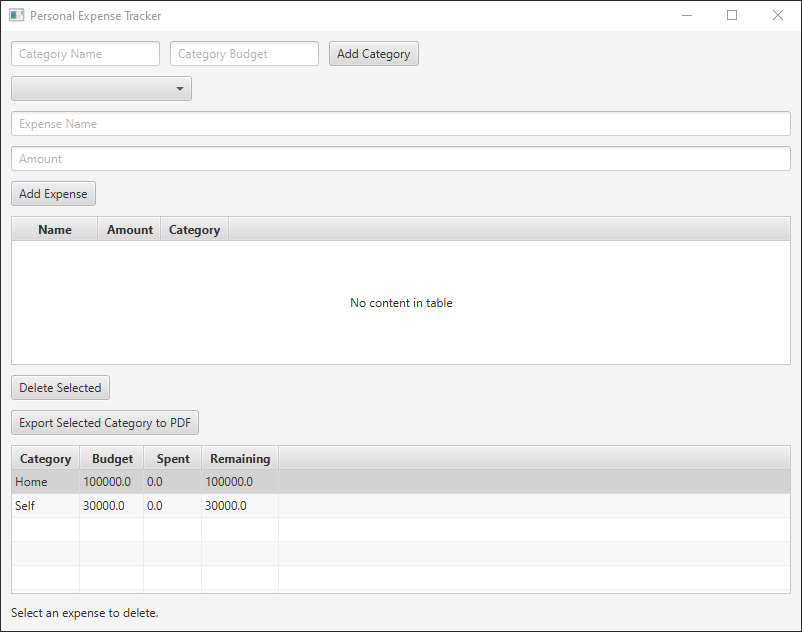 Personal Expense Tracker
Category Name Category Budget Add Category
Expense Name
Amount
Add Expense
Name Amount Category
No content in table
Delete Selected
Export Selected Category to PDF
Category Budget Spent Remaining
Home 100000.0 0.0 100000.0
Self 30000.0 0.0 30000.0
Select an expense to delete.